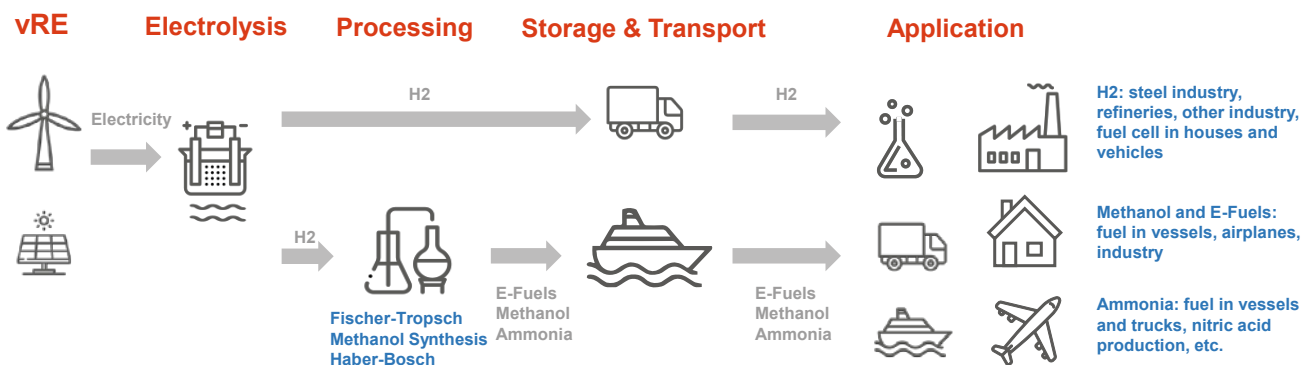 vRE
Electrolysis
Processing
Storage & Transport
Application
Electricity
H2
H2
H2
Fischer-Tropsch
Methanol Synthesis
Haber-Bosch
E-Fuels
Methanol
Ammonia
E-Fuels
Methanol
Ammonia
H2: steel industry,
refineries, other industry,
fuel cell in houses and
vehicles
Methanol and E-Fuels:
fuel in vessels, airplanes,
industry
Ammonia: fuel in vessels
and trucks, nitric acid
production, etc.